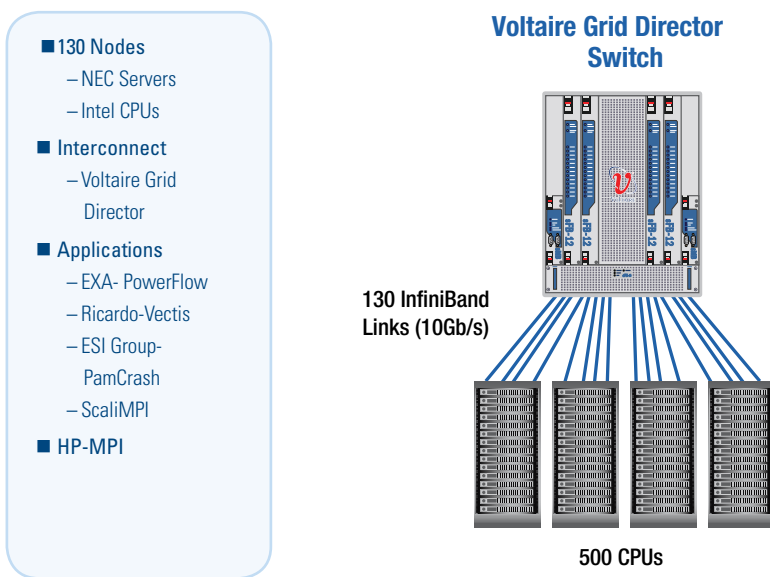 ■ 130 Nodes
– NEC Servers
– Intel CPUs
■ Interconnect
– Voltaire Grid
Director
■ Applications
– EXA- PowerFlow
– Ricardo-Vectis
– ESI Group-
PamCrash
– ScaliMPI
■ HP-MPI
Voltaire Grid Director
Switch
130 InfiniBand
Links (10Gb/s)
500 CPUs